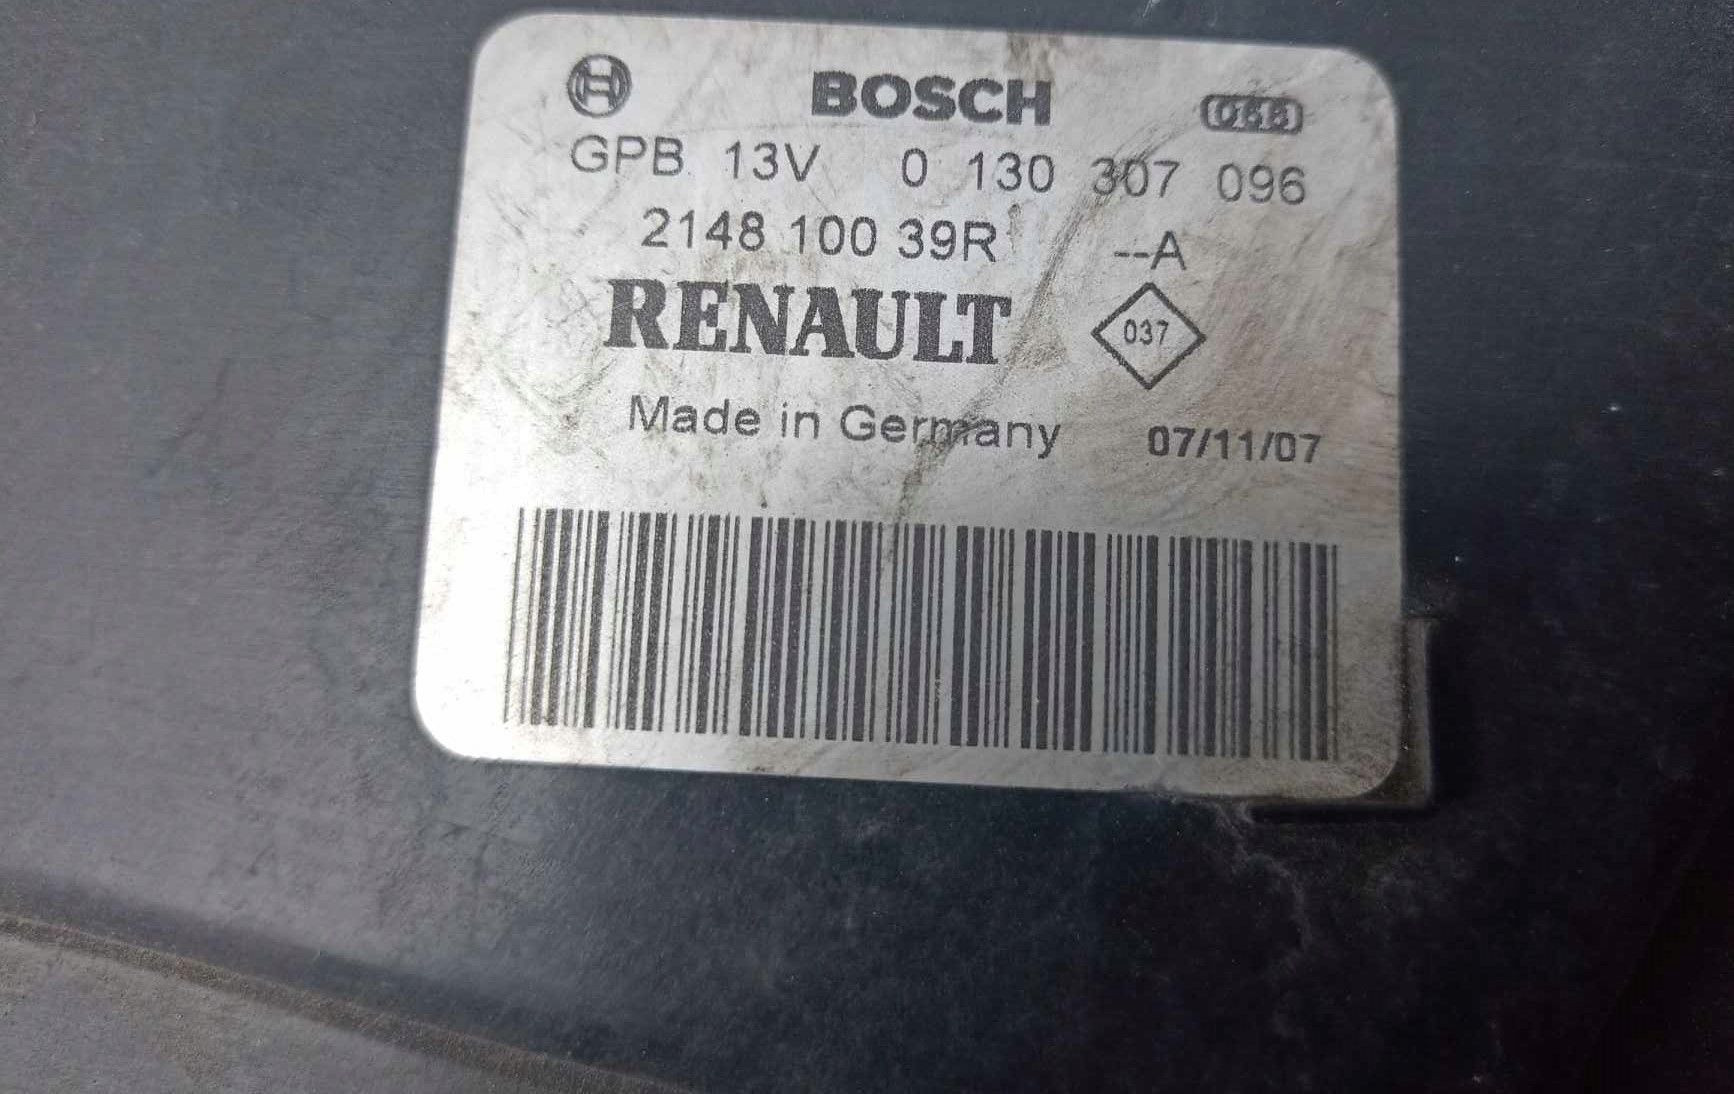 BOSCH
GPB 13V 0 130 307 096
2148 100 39R --A
RENAULT 037
Made in Germany 07/11/07